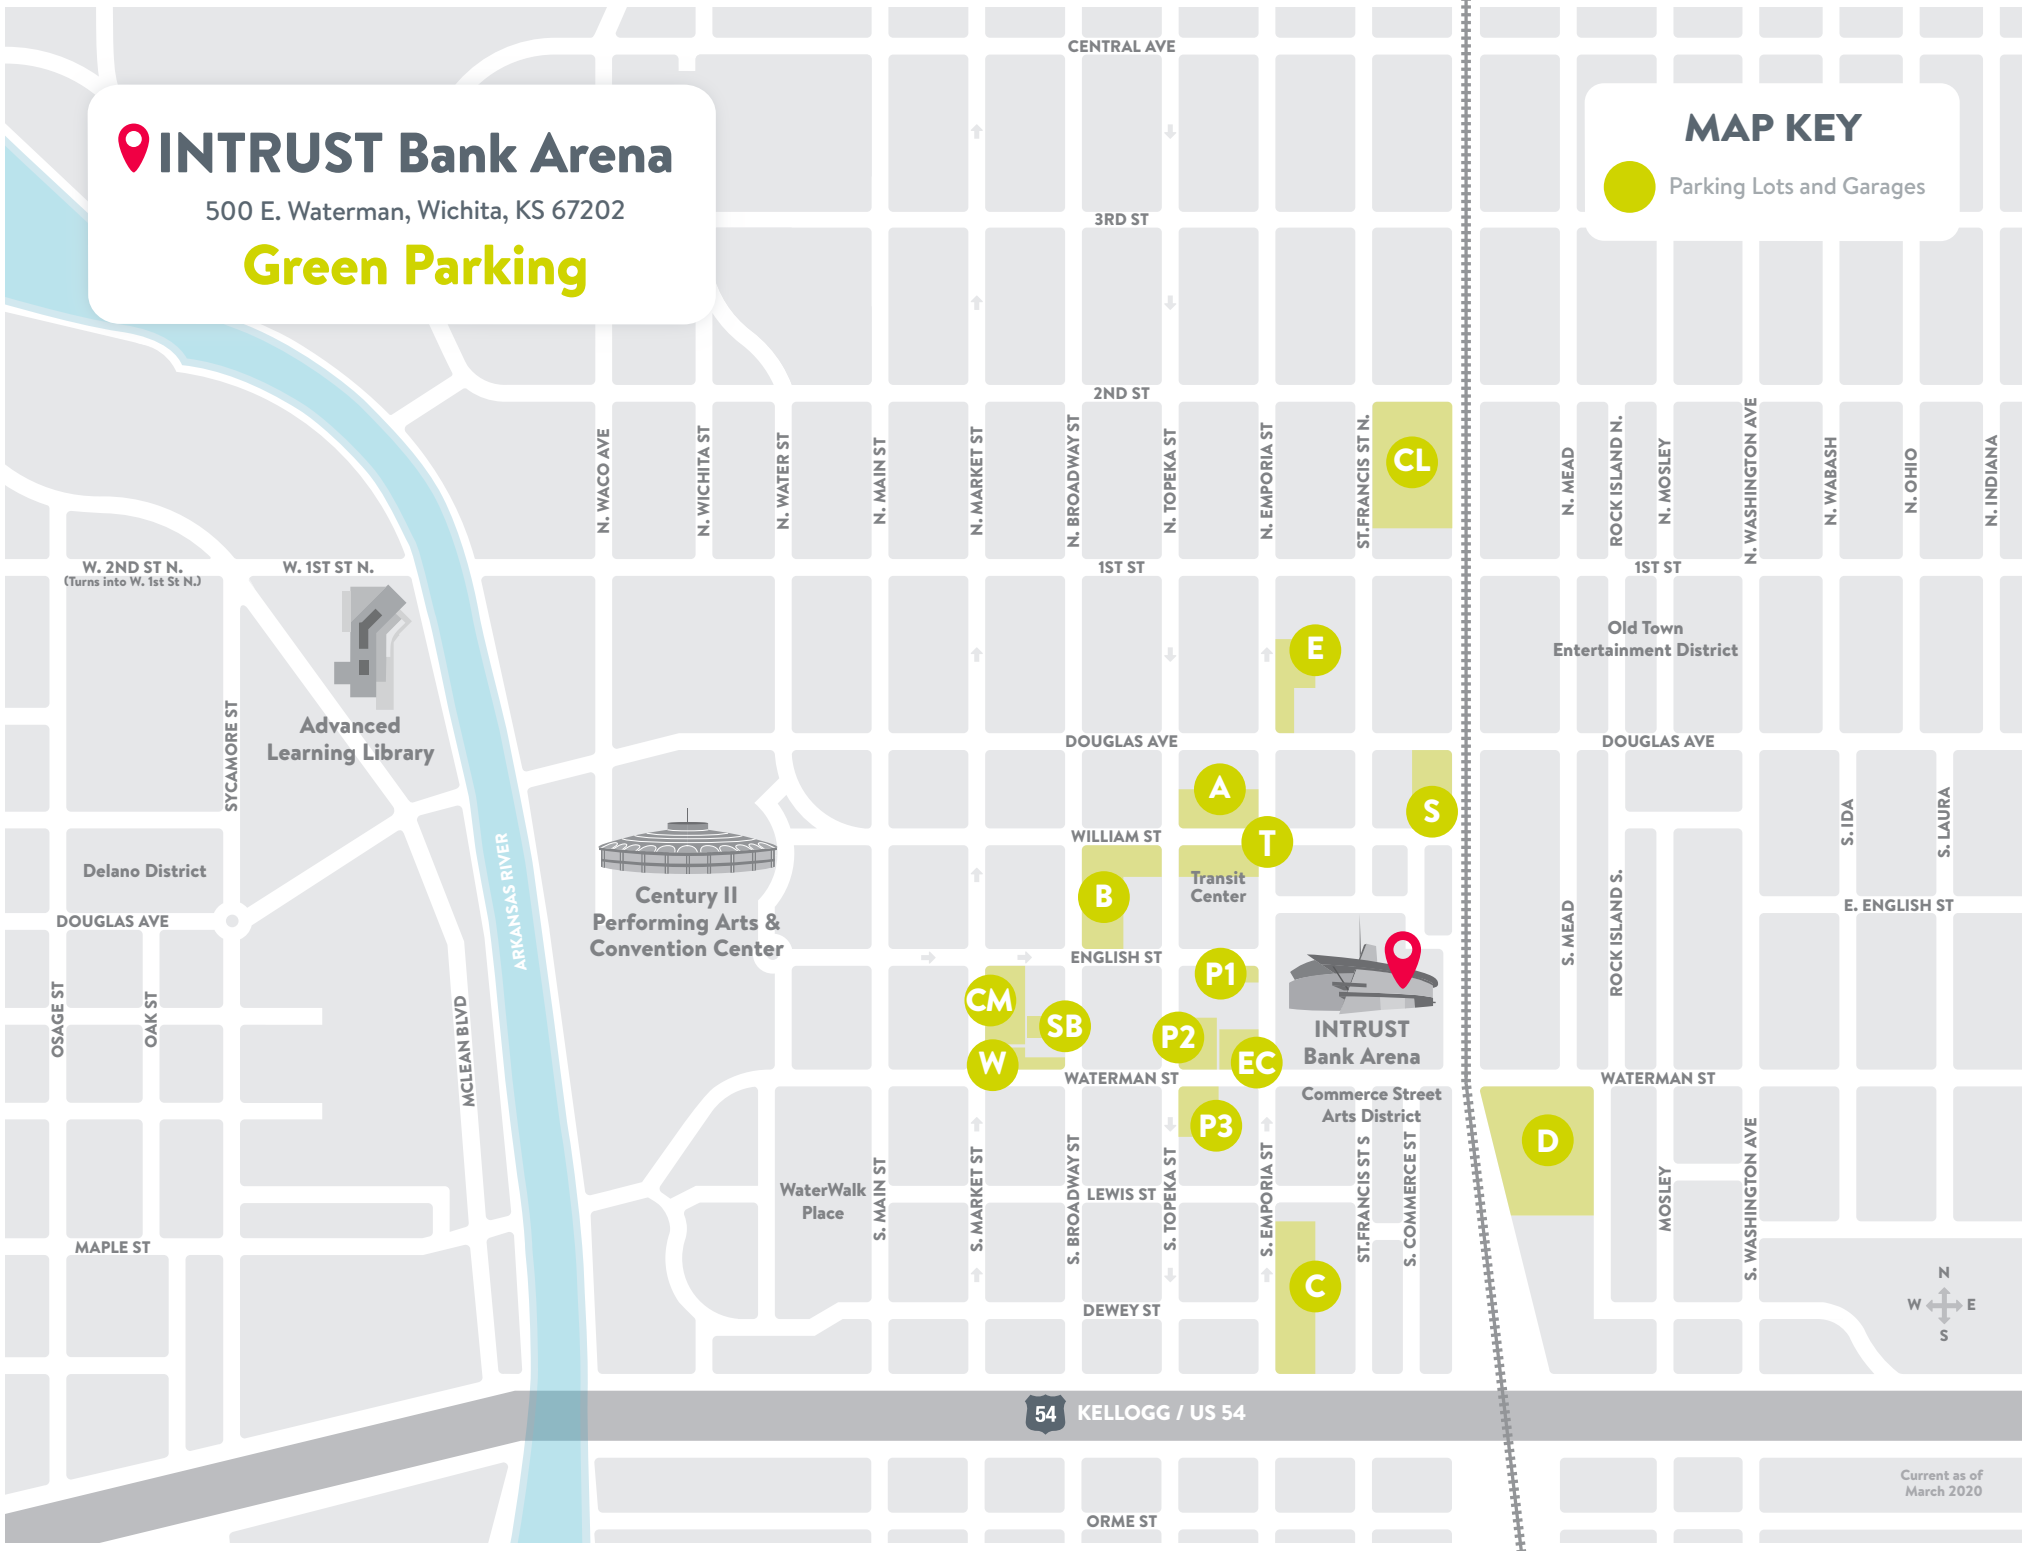 INTRUST Bank Arena
500 E. Waterman, Wichita, KS 67202
Green Parking
MAP KEY
Parking Lots and Garages
CENTRAL AVE
3RD ST
2ND ST
N. WACO AVE
N. WICHITA ST
N. WATER ST
N. MAIN ST
N. MARKET ST
N. BROADWAY ST
N. TOPEKA ST
N. EMPORIA ST
ST.FRANCIS ST N.
CL
N. MEAD
ROCK ISLAND N.
N. MOSLEY
N. WASHINGTON AVE
N. WABASH
N. OHIO
N. INDIANA
W. 2ND ST N.
(Turns into W. 1st St N.)
W. 1ST ST N.
1ST ST
1ST ST
Old Town
Entertainment District
E
Advanced
Learning Library
SYCAMORE ST
DOUGLAS AVE
DOUGLAS AVE
A
S
T
WILLIAM ST
S. IDA
S. LAURA
Delano District
ARKANSAS RIVER
Century II
Performing Arts &
Convention Center
B
Transit
Center
DOUGLAS AVE
E. ENGLISH ST
S. MEAD
ROCK ISLAND S.
ENGLISH ST
P1
CM
SB
P2
W
EC
INTRUST
Bank Arena
OSAGE ST
OAK ST
MCLEAN BLVD
WATERMAN ST
WATERMAN ST
Commerce Street
Arts District
P3
D
WaterWalk
Place
S. MAIN ST
S. MARKET ST
S. BROADWAY ST
S. TOPEKA ST
S. EMPORIA ST
ST.FRANCIS ST S
S. COMMERCE ST
MOSLEY
S. WASHINGTON AVE
LEWIS ST
MAPLE ST
C
DEWEY ST
N
W
E
S
54
KELLOGG / US 54
Current as of
March 2020
ORME ST